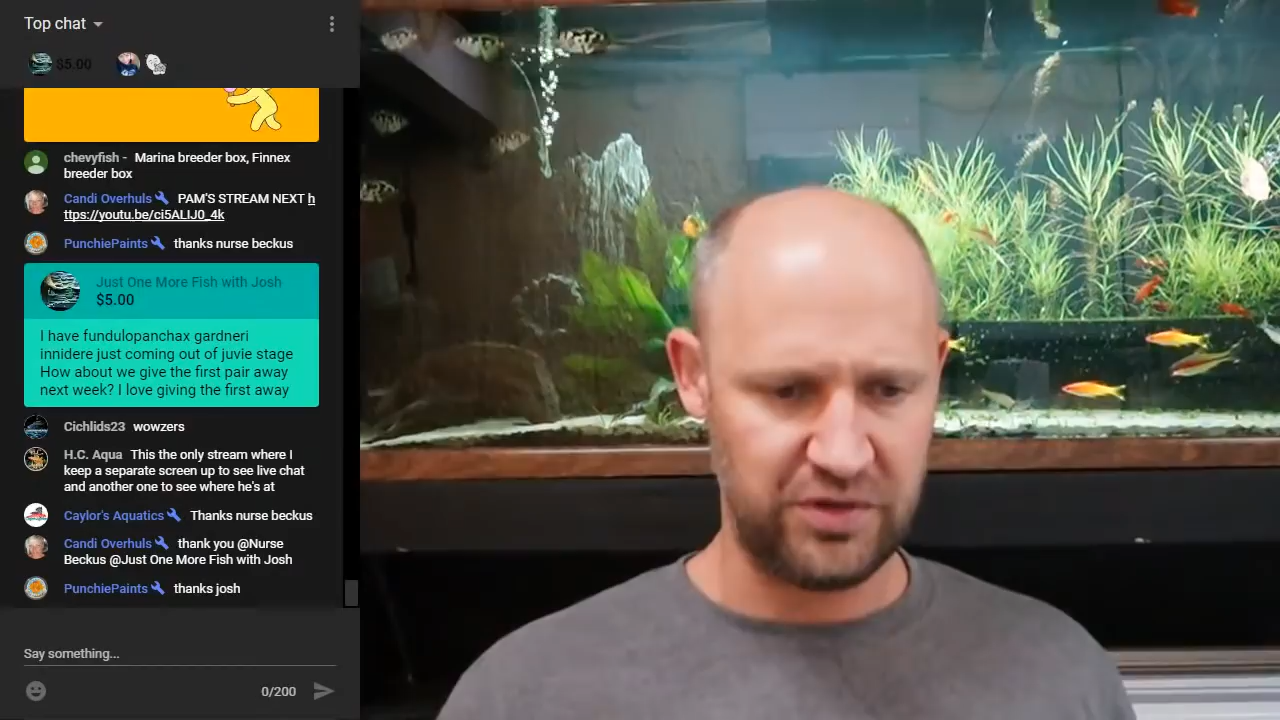 Top chat
$5.00
chevyfish - Marina breeder box, Finnex
breeder box
Candi Overhuls PAM'S STREAM NEXT h
ttps://youtu.be/ci5ALIJ0_4k
PunchiePaints thanks nurse beckus
Just One More Fish with Josh
$5.00
I have fundulopanchax gardneri
innidere just coming out of juvie stage
How about we give the first pair away
next week? I love giving the first away
Cichlids23 wowzers
H.C. Aqua This the only stream where I
keep a separate screen up to see live chat
and another one to see where he's at
Caylor's Aquatics Thanks nurse beckus
Candi Overhuls thank you @Nurse
Beckus @Just One More Fish with Josh
PunchiePaints thanks josh
Say something...
0/200